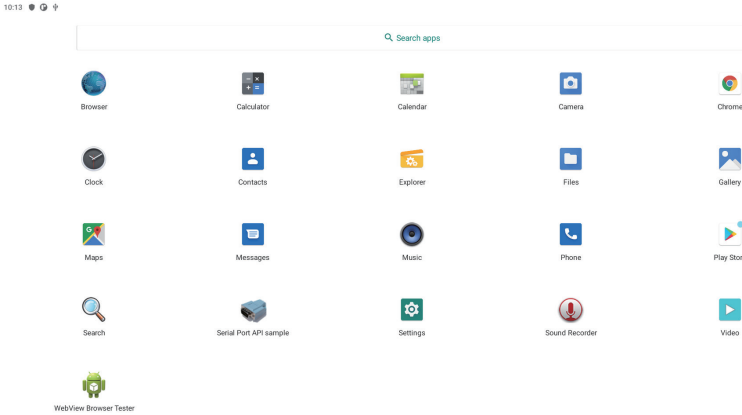 10:13
Search apps
Browser Calculator Calendar Camera Chrome
Clock Contacts Explorer Files Gallery
G
Maps Messages Music Phone Play Stor
Search Serial Port API sample Settings Sound Recorder Video
WebView Browser Tester